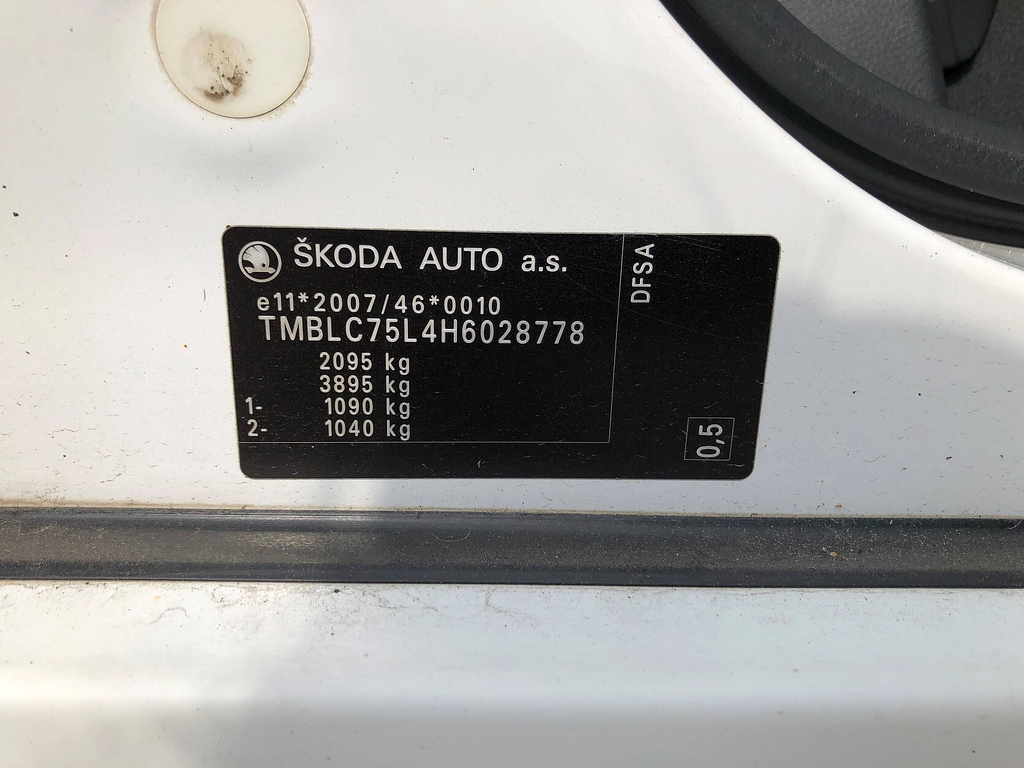 ŠKODA AUTO a.s.
e11*2007/46*0010
TMBLC75L4H6028778
2095 kg
3895 kg
1- 1090 kg
2- 1040 kg
DFSA
0,5